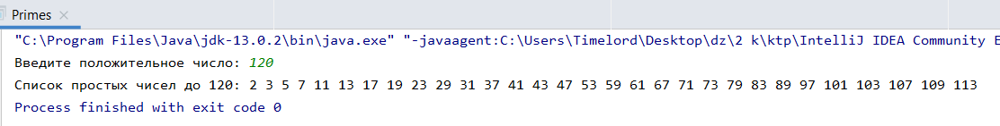 Primes
"C:\Program Files\Java\jdk-13.0.2\bin\java.exe" "-javaagent:C:\Users\Timelord\Desktop\dz\2 k\ktp\IntelliJ IDEA Community E
Введите положительное число: 120
Список простых чисел до 120: 2 3 5 7 11 13 17 19 23 29 31 37 41 43 47 53 59 61 67 71 73 79 83 89 97 101 103 107 109 113
Process finished with exit code 0